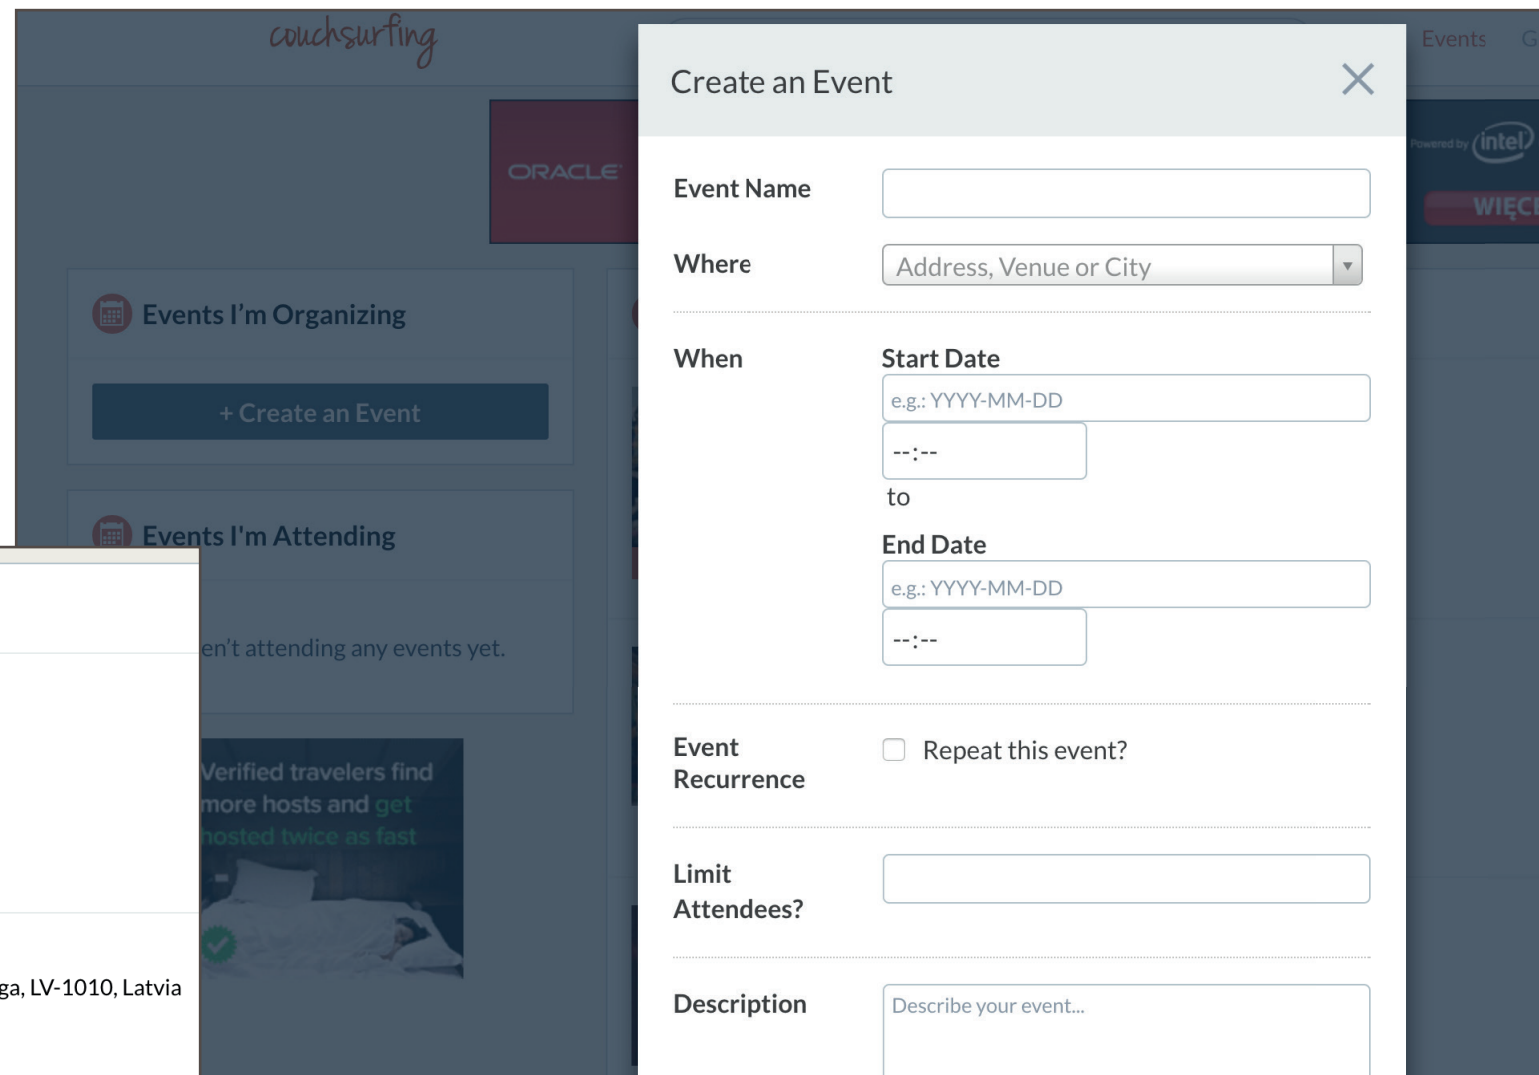 couchsurfing
Events
ORACLE
Powered by intel
Create an Event
Event Name
Where
Address, Venue or City
When
Start Date
e.g.: YYYY-MM-DD
--:--
to
End Date
e.g.: YYYY-MM-DD
--:--
Event
Recurrence
Repeat this event?
Limit
Attendees?
Description
Describe your event...
Events I’m Organizing
+ Create an Event
Events I'm Attending
attending any events yet.
Verified travelers find
more hosts and get
hosted twice as fast
LV-1010, Latvia